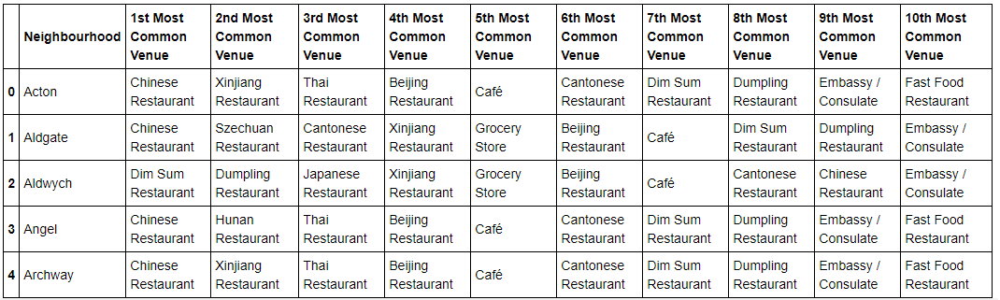 Neighbourhood 1st Most Common Venue 2nd Most Common Venue 3rd Most Common Venue 4th Most Common Venue 5th Most Common Venue 6th Most Common Venue 7th Most Common Venue 8th Most Common Venue 9th Most Common Venue 10th Most Common Venue
0 Acton Chinese Restaurant Xinjiang Restaurant Thai Restaurant Beijing Restaurant Café Cantonese Restaurant Dim Sum Restaurant Dumpling Restaurant Embassy / Consulate Fast Food Restaurant
1 Aldgate Chinese Restaurant Szechuan Restaurant Cantonese Restaurant Xinjiang Restaurant Grocery Store Beijing Restaurant Café Dim Sum Restaurant Dumpling Restaurant Embassy / Consulate
2 Aldwych Dim Sum Restaurant Dumpling Restaurant Japanese Restaurant Xinjiang Restaurant Grocery Store Beijing Restaurant Café Cantonese Restaurant Chinese Restaurant Embassy / Consulate
3 Angel Chinese Restaurant Hunan Restaurant Thai Restaurant Beijing Restaurant Café Cantonese Restaurant Dim Sum Restaurant Dumpling Restaurant Embassy / Consulate Fast Food Restaurant
4 Archway Chinese Restaurant Xinjiang Restaurant Thai Restaurant Beijing Restaurant Café Cantonese Restaurant Dim Sum Restaurant Dumpling Restaurant Embassy / Consulate Fast Food Restaurant